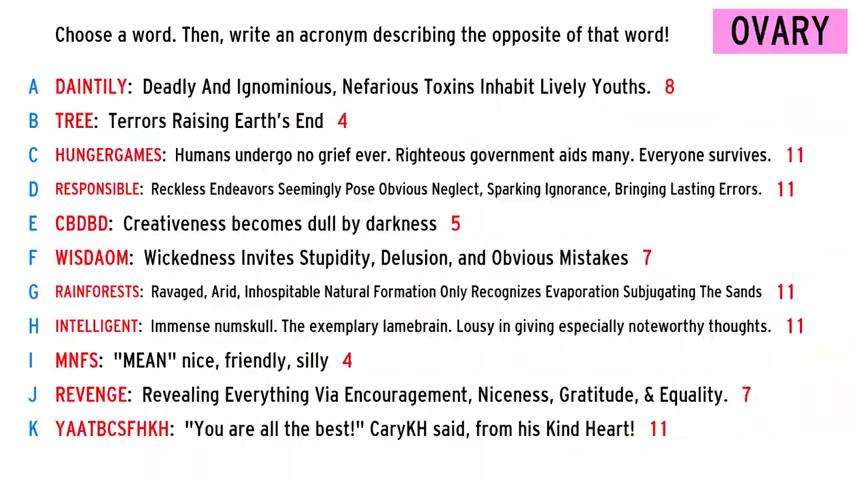 Choose a word. Then, write an acronym describing the opposite of that word!
OVARY
A DAINTILY: Deadly And Ignominious, Nefarious Toxins Inhabit Lively Youths. 8
B TREE: Terrors Raising Earth's End 4
C HUNGERGAMES: Humans undergo no grief ever. Righteous government aids many. Everyone survives. 11
D RESPONSIBLE: Reckless Endeavors Seemingly Pose Obvious Neglect, Sparking Ignorance, Bringing Lasting Errors. 11
E CBDBD: Creativeness becomes dull by darkness 5
F WISDAOM: Wickedness Invites Stupidity, Delusion, and Obvious Mistakes 7
G RAINFORESTS: Ravaged, Arid, Inhospitable Natural Formation Only Recognizes Evaporation Subjugating The Sands 11
H INTELLIGENT: Immense numskull. The exemplary lamebrain. Lousy in giving especially noteworthy thoughts. 11
I MNFS: "MEAN" nice, friendly, silly 4
J REVENGE: Revealing Everything Via Encouragement, Niceness, Gratitude, & Equality. 7
K YAATBCSFHKH: "You are all the best!" CaryKH said, from his Kind Heart! 11